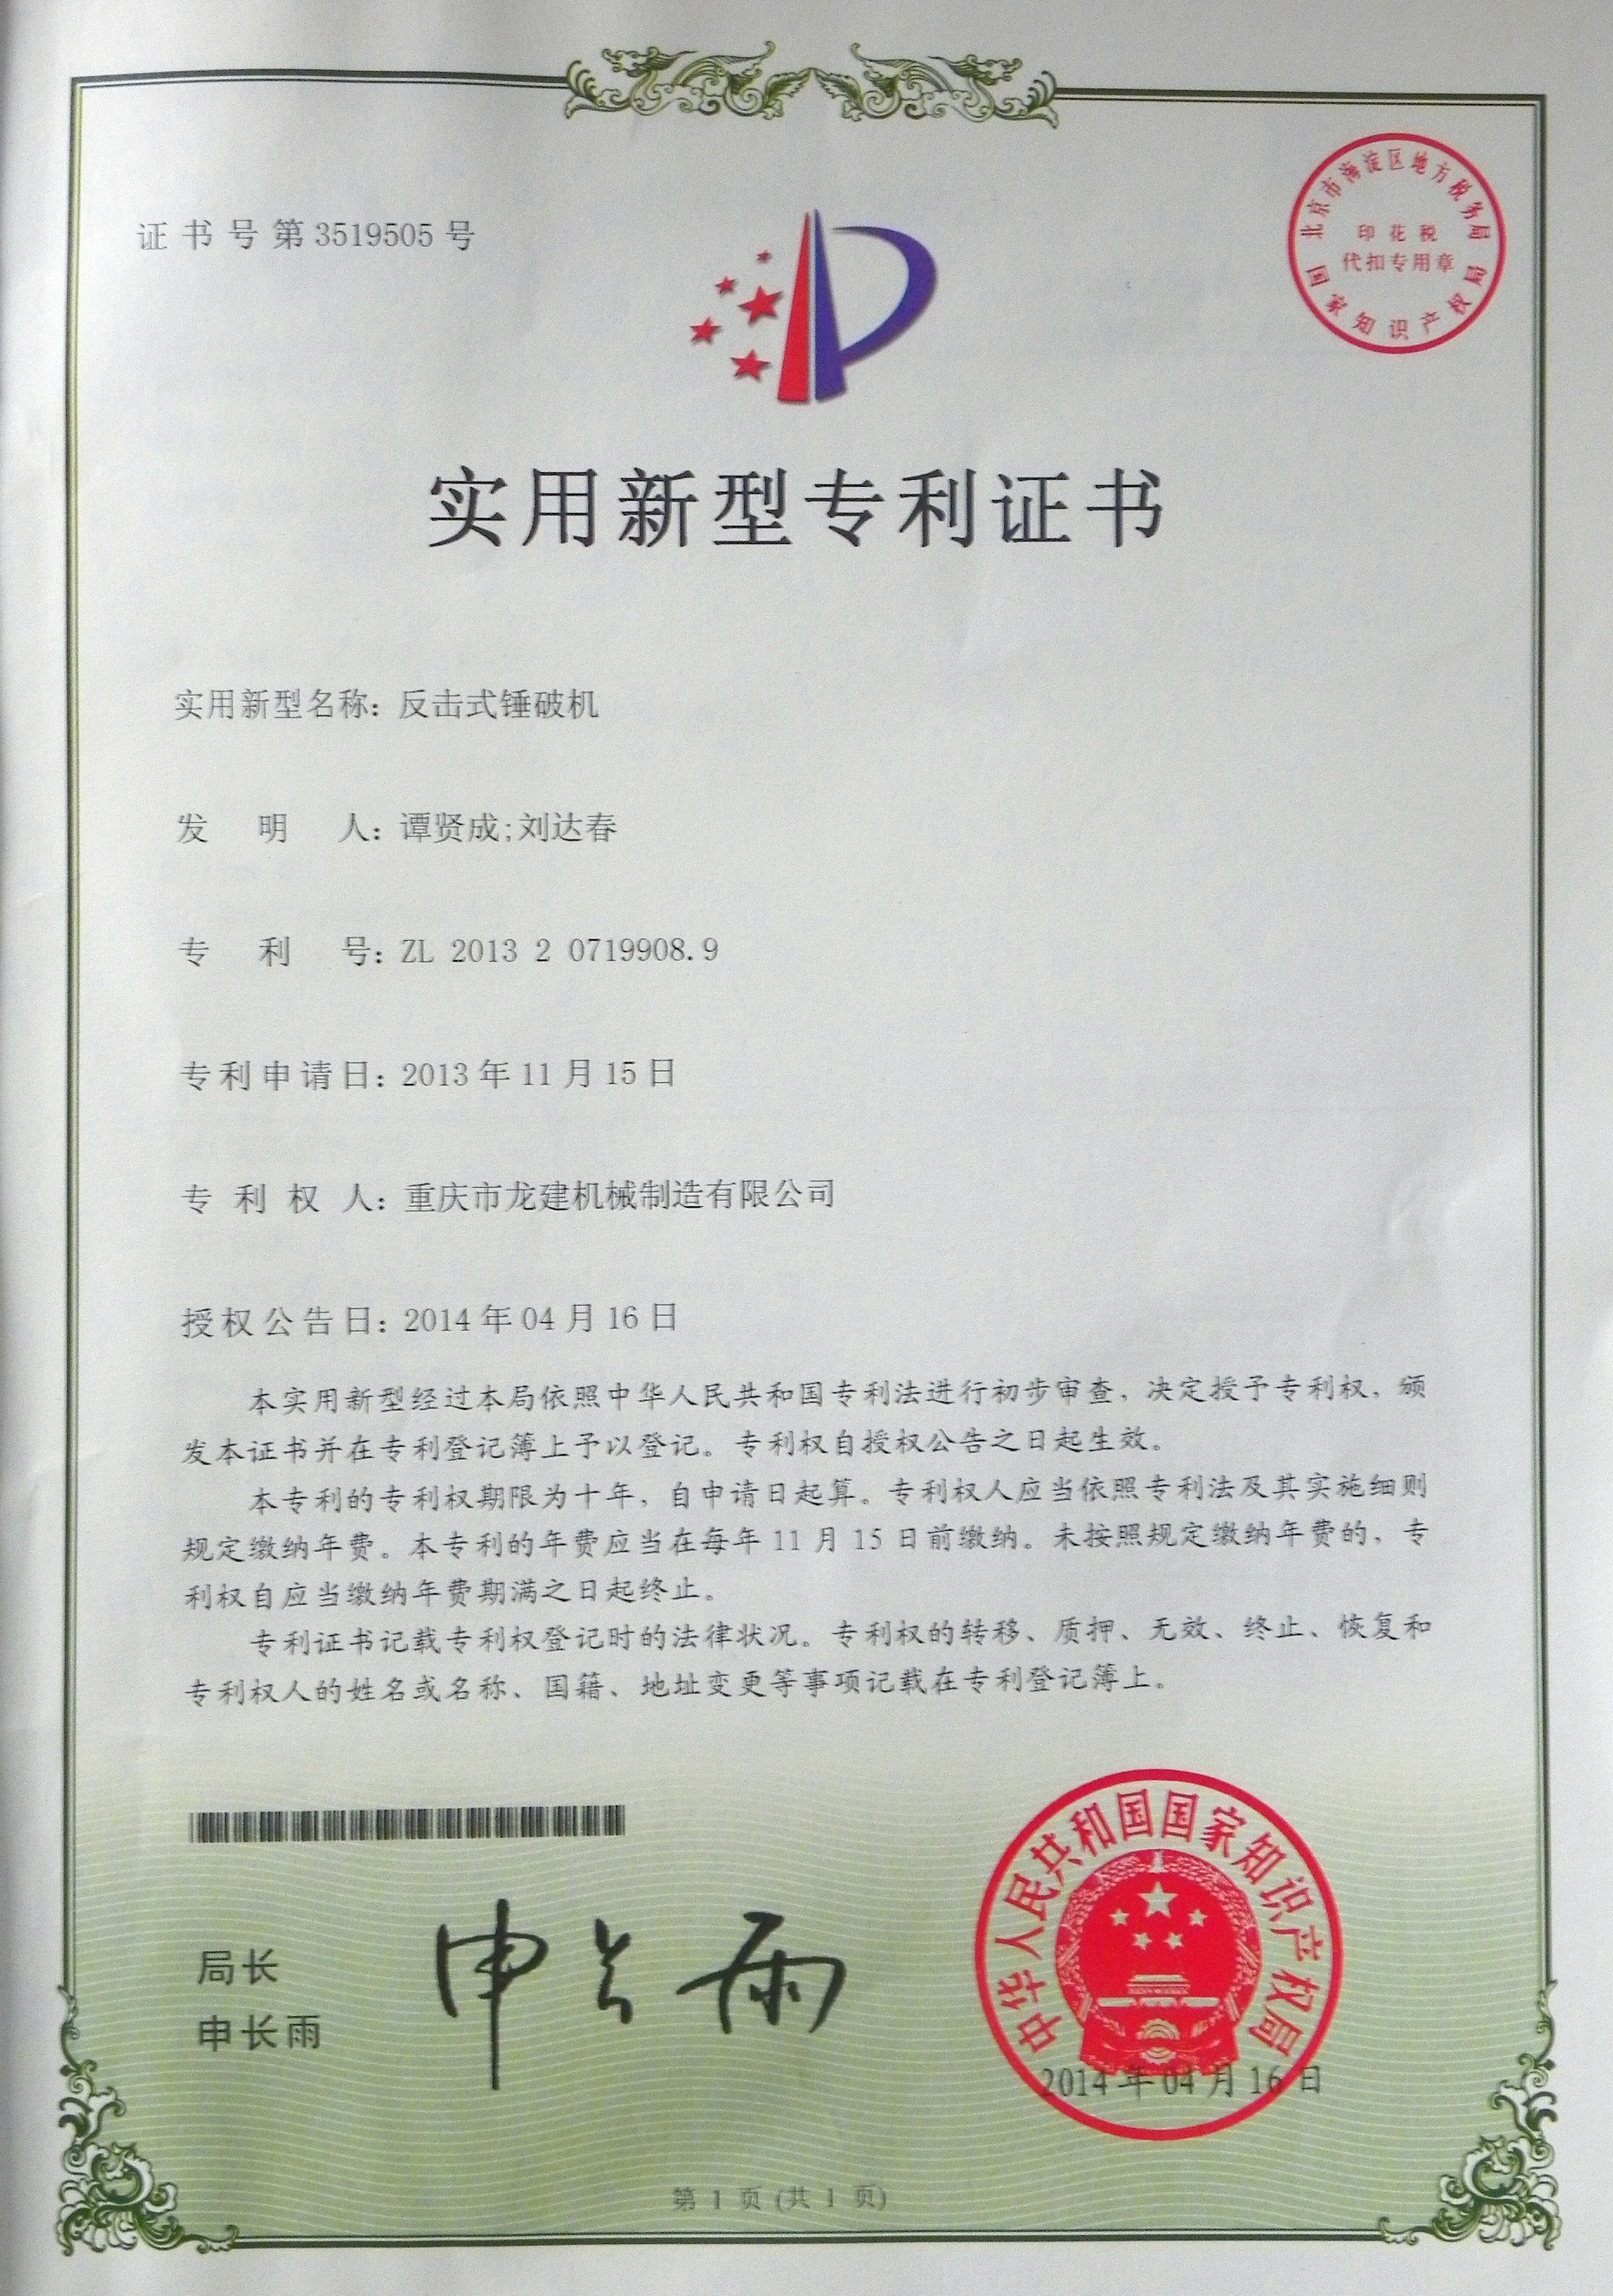 证书号第3519505号
北京市海淀区地方税务局
印花税
代扣专用章
国家知识产权局
实用新型专利证书
实用新型名称：反击式锤破机
发明人：谭贤成;刘达春
专利号：ZL 2013 2 0719908.9
专利申请日：2013年11月15日
专利权人：重庆市龙建机械制造有限公司
授权公告日：2014年04月16日
本实用新型经过本局依照中华人民共和国专利法进行初步审查，决定授予专利权，颁
发本证书并在专利登记簿上予以登记。专利权自授权公告之日起生效。
本专利的专利权期限为十年，自申请日起算。专利权人应当依照专利法及其实施细则
规定缴纳年费。本专利的年费应当在每年11月15日前缴纳。未按照规定缴纳年费的，专
利权自应当缴纳年费期满之日起终止。
专利证书记载专利权登记时的法律状况。专利权的转移、质押、无效、终止、恢复和
专利权人的姓名或名称、国籍、地址变更等事项记载在专利登记簿上。
局长
申长雨
申长雨
中华人民共和国国家知识产权局
2014年04月16日
第1页(共1页)